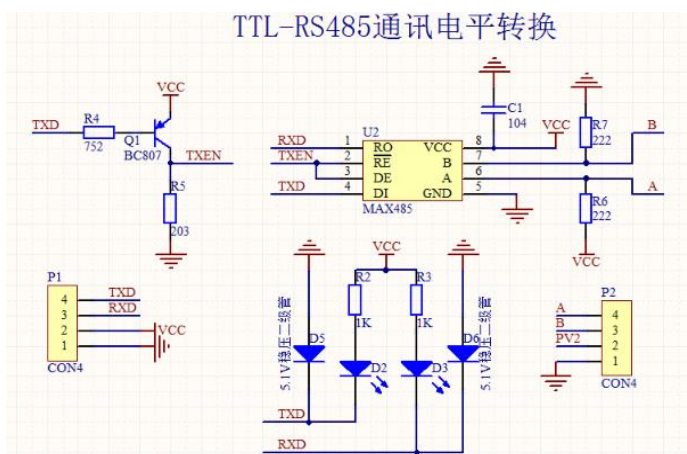 TTL-RS485通讯电平转换
VCC
TXD
R4
752
Q1
BC807
TXEN
R5
203
C1
104
VCC
R7
222
B
U2
RXD
1
RO
VCC
8
TXEN
2
RE
B
7
3
DE
A
6
TXD
4
DI
GND
5
MAX485
A
R6
222
VCC
P1
4
TXD
3
RXD
2
VCC
1
CON4
VCC
R2
R3
1K
1K
5.1V稳压二级管
D5
D2
D3
D6
5.1V稳压二级管
TXD
RXD
P2
A
4
B
3
PV2
2
1
CON4